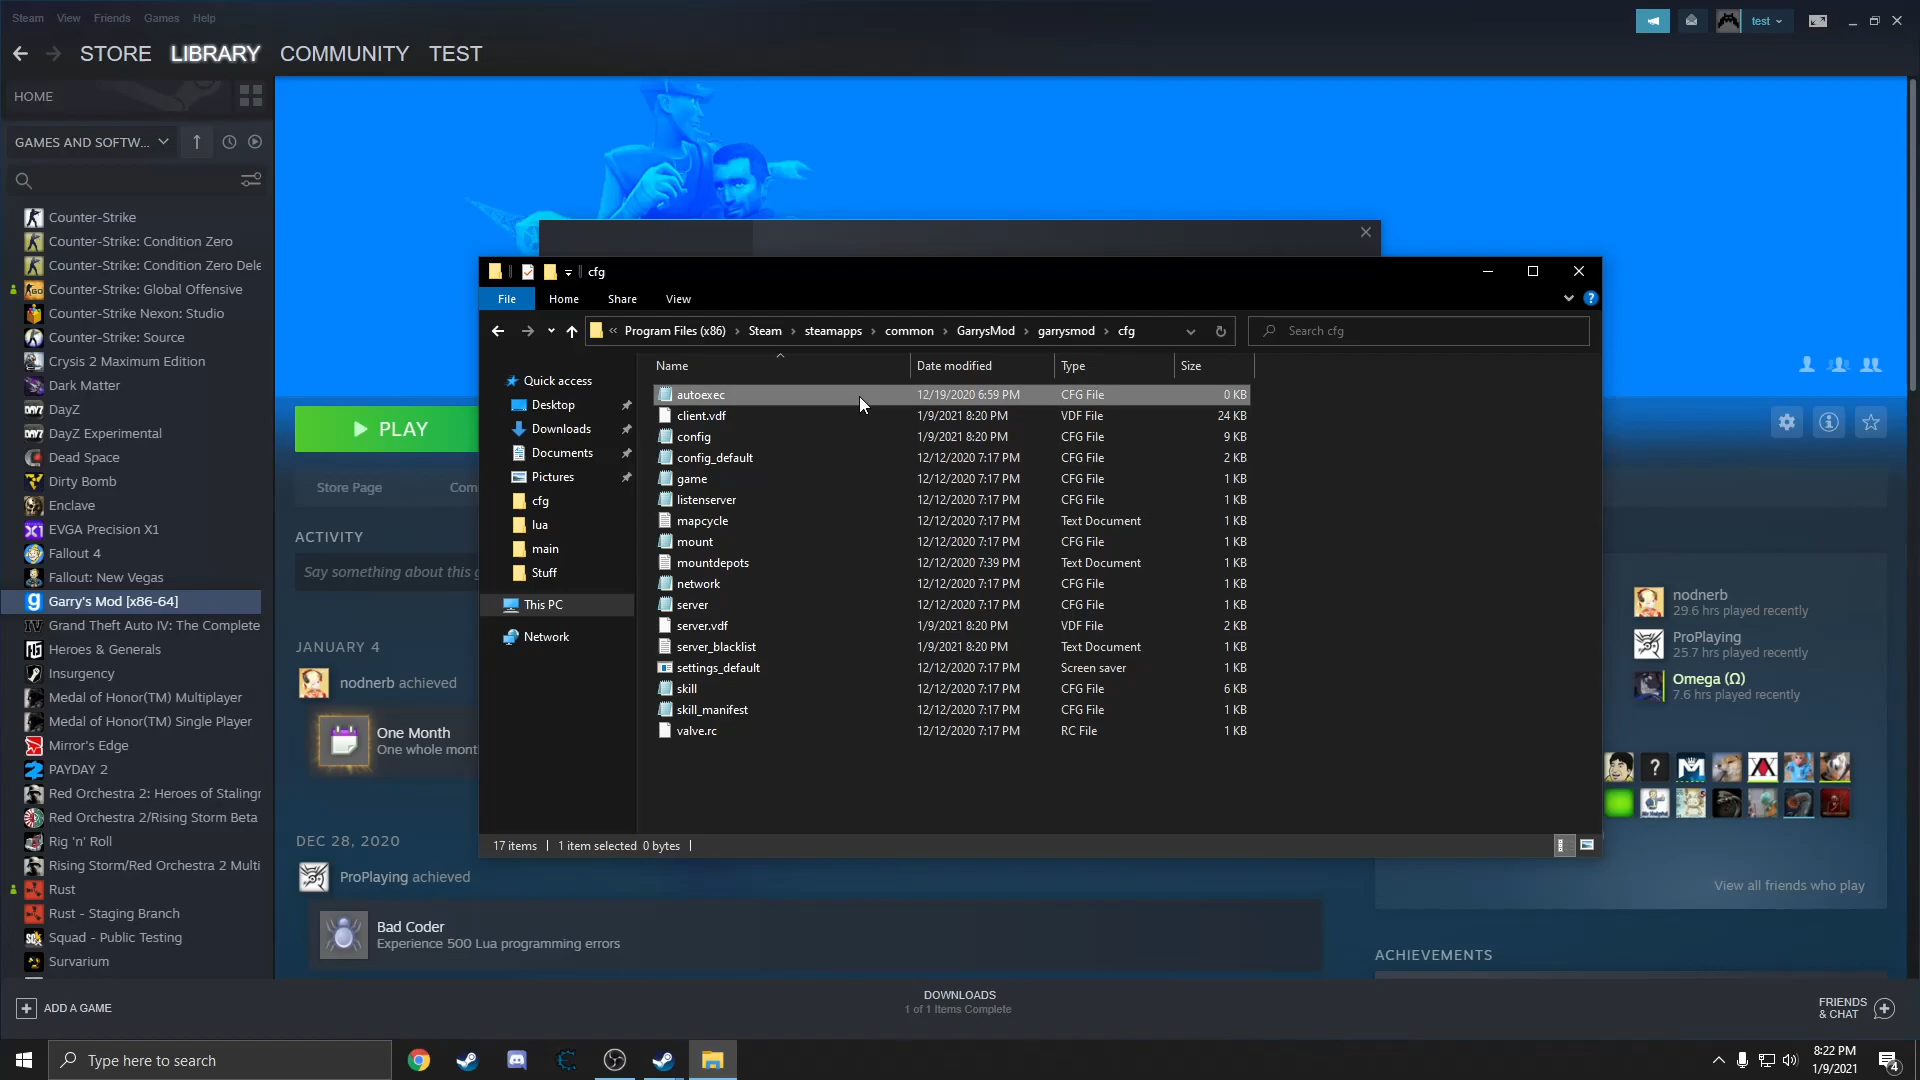 Steam View Friends Games Help
test
STORE LIBRARY COMMUNITY TEST
HOME
GAMES AND SOFTW...
Counter-Strike
Counter-Strike: Condition Zero
Counter-Strike: Condition Zero Dele
Counter-Strike: Global Offensive
Counter-Strike Nexon: Studio
Counter-Strike: Source
Crysis 2 Maximum Edition
Dark Matter
DayZ
DayZ Experimental
Dead Space
Dirty Bomb
Enclave
EVGA Precision X1
Fallout 4
Fallout: New Vegas
Garry's Mod [x86-64]
Grand Theft Auto IV: The Complete
Heroes & Generals
Insurgency
Medal of Honor(TM) Multiplayer
Medal of Honor(TM) Single Player
Mirror's Edge
PAYDAY 2
Red Orchestra 2: Heroes of Stalingr
Red Orchestra 2/Rising Storm Beta
Rig 'n' Roll
Rising Storm/Red Orchestra 2 Multi
Rust
Rust - Staging Branch
Squad - Public Testing
Survarium
ADD A GAME
PLAY
Store Page Com
ACTIVITY
Say something about this g
JANUARY 4
nodnerb achieved
One Month
One whole mont
DEC 28, 2020
ProPlaying achieved
Bad Coder
Experience 500 Lua programming errors
cfg
File Home Share View
« Program Files (x86) › Steam › steamapps › common › GarrysMod › garrysmod › cfg
Search cfg
Quick access
Desktop
Downloads
Documents
Pictures
cfg
lua
main
Stuff
This PC
Network
Name Date modified Type Size
autoexec 12/19/2020 6:59 PM CFG File 0 KB
client.vdf 1/9/2021 8:20 PM VDF File 24 KB
config 1/9/2021 8:20 PM CFG File 9 KB
config_default 12/12/2020 7:17 PM CFG File 2 KB
game 12/12/2020 7:17 PM CFG File 1 KB
listenserver 12/12/2020 7:17 PM CFG File 1 KB
mapcycle 12/12/2020 7:17 PM Text Document 1 KB
mount 12/12/2020 7:17 PM CFG File 1 KB
mountdepots 12/12/2020 7:39 PM Text Document 1 KB
network 12/12/2020 7:17 PM CFG File 1 KB
server 12/12/2020 7:17 PM CFG File 1 KB
server.vdf 1/9/2021 8:20 PM VDF File 2 KB
server_blacklist 1/9/2021 8:20 PM Text Document 1 KB
settings_default 12/12/2020 7:17 PM Screen saver 1 KB
skill 12/12/2020 7:17 PM CFG File 6 KB
skill_manifest 12/12/2020 7:17 PM CFG File 1 KB
valve.rc 12/12/2020 7:17 PM RC File 1 KB
17 items 1 item selected 0 bytes
nodnerb
29.6 hrs played recently
ProPlaying
25.7 hrs played recently
Omega (Ω)
7.6 hrs played recently
View all friends who play
ACHIEVEMENTS
DOWNLOADS
1 of 1 Items Complete
FRIENDS
& CHAT
Type here to search
8:22 PM
1/9/2021
4